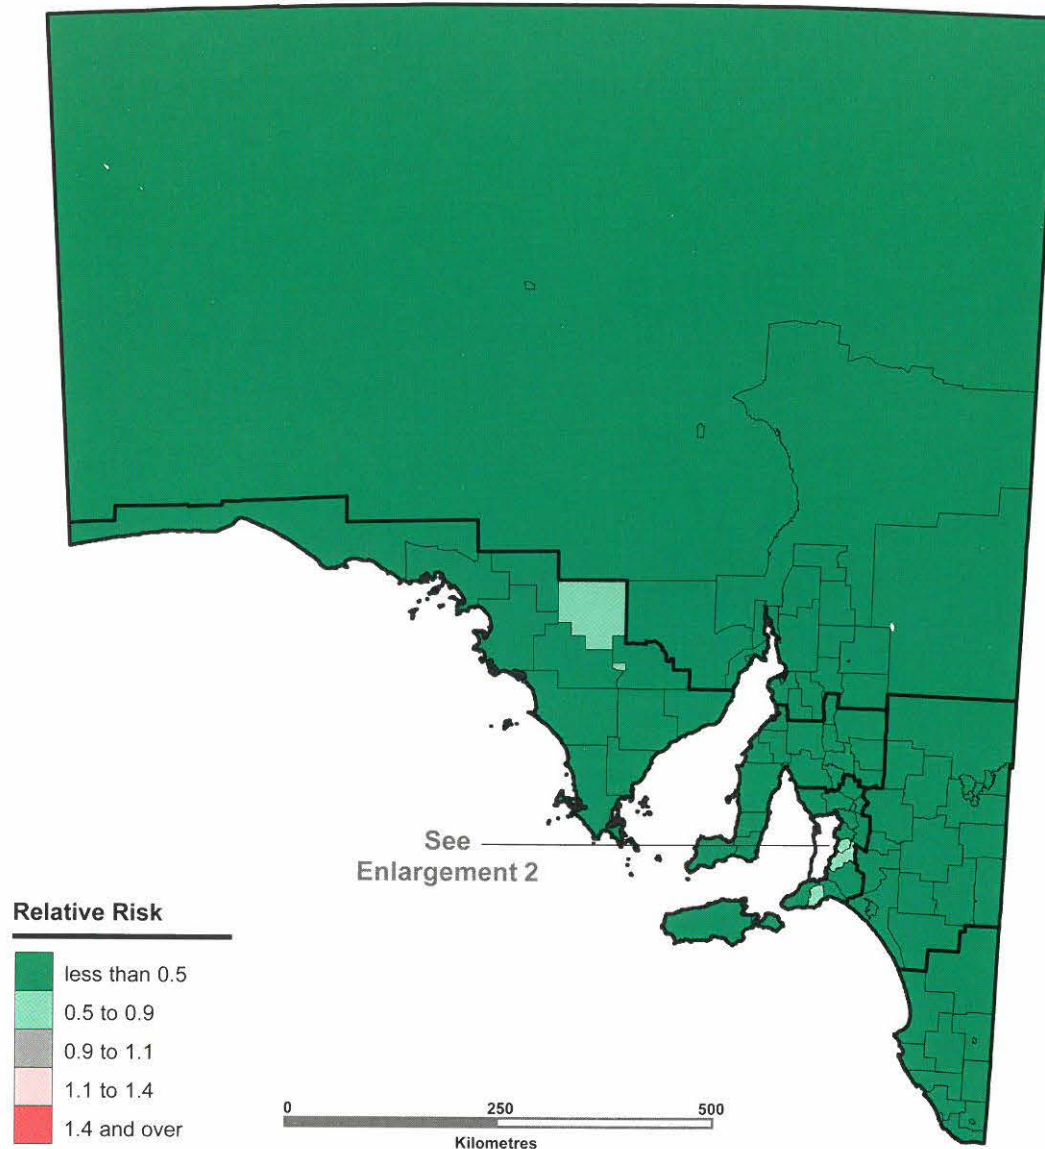 See
Enlargement 2
Relative Risk
less than 0.5
0.5 to 0.9
0.9 to 1.1
1.1 to 1.4
1.4 and over
0 250 500
Kilometres